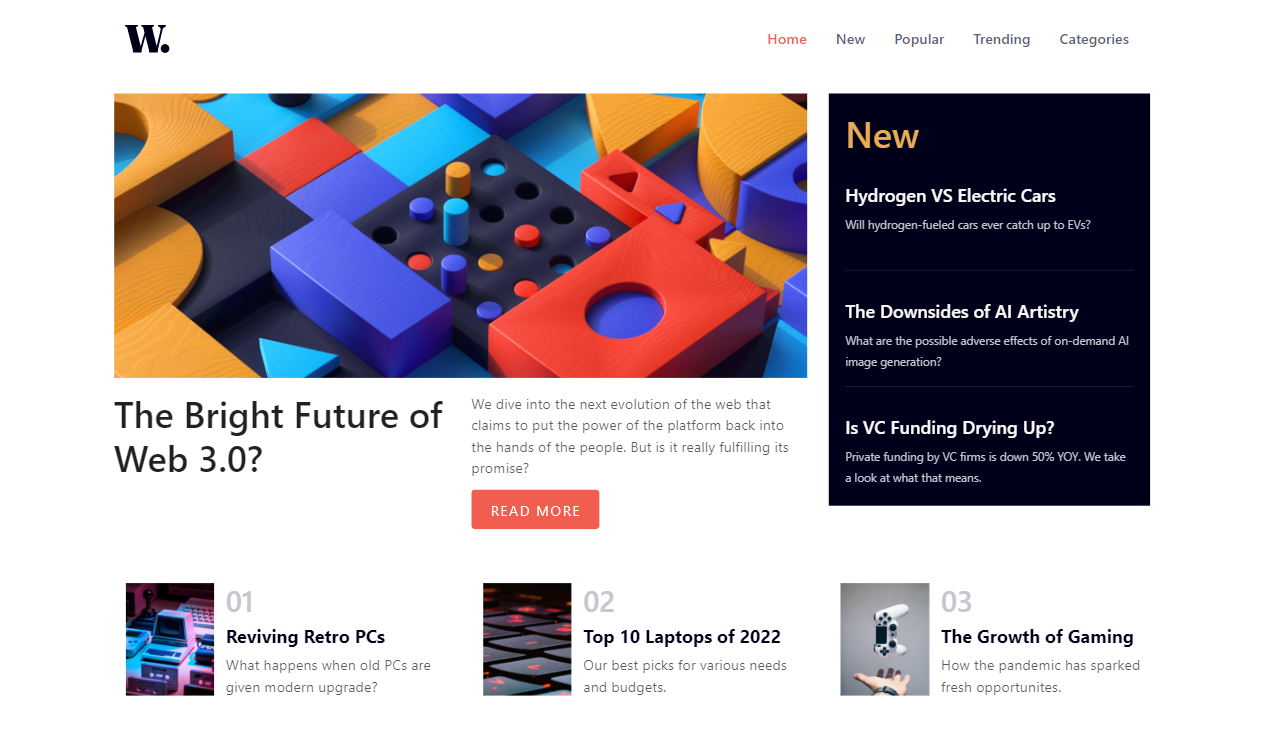 W.
Home New Popular Trending Categories
The Bright Future of
Web 3.0?
We dive into the next evolution of the web that
claims to put the power of the platform back into
the hands of the people. But is it really fulfilling its
promise?
READ MORE
New
Hydrogen VS Electric Cars
Will hydrogen-fueled cars ever catch up to EVs?
The Downsides of AI Artistry
What are the possible adverse effects of on-demand AI
image generation?
Is VC Funding Drying Up?
Private funding by VC firms is down 50% YOY. We take
a look at what that means.
01
Reviving Retro PCs
What happens when old PCs are
given modern upgrade?
02
Top 10 Laptops of 2022
Our best picks for various needs
and budgets.
03
The Growth of Gaming
How the pandemic has sparked
fresh opportunites.